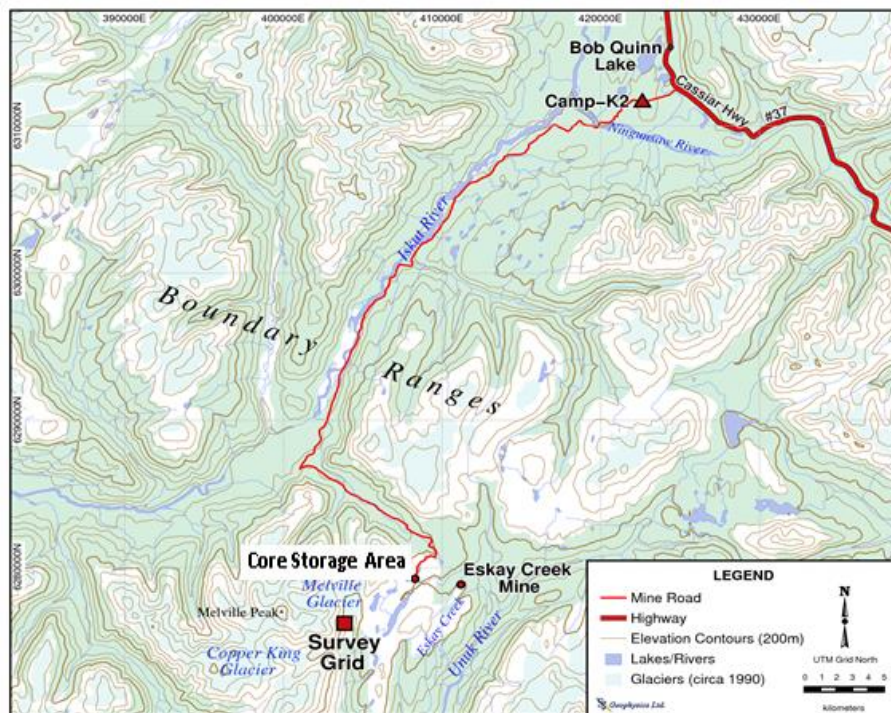 390000E 400000E 410000E 420000E 430000E
Bob Quinn
Lake
Camp-K2
Cassiar Hwy
#37
Ningunsaw River
6310000N
Iskut River
6300000N
Boundary
Ranges
6290000N
6280000N
Core Storage Area
Eskay Creek
Mine
Melville
Glacier
Melville Peak
Survey
Grid
Copper King
Glacier
Eskay Creek
Unuk River
LEGEND
Mine Road
Highway
Elevation Contours (200m)
Lakes/Rivers
Glaciers (circa 1990)
N
UTM Grid North
0 1 2 3 4 5
kilometers
Geophysics Ltd.